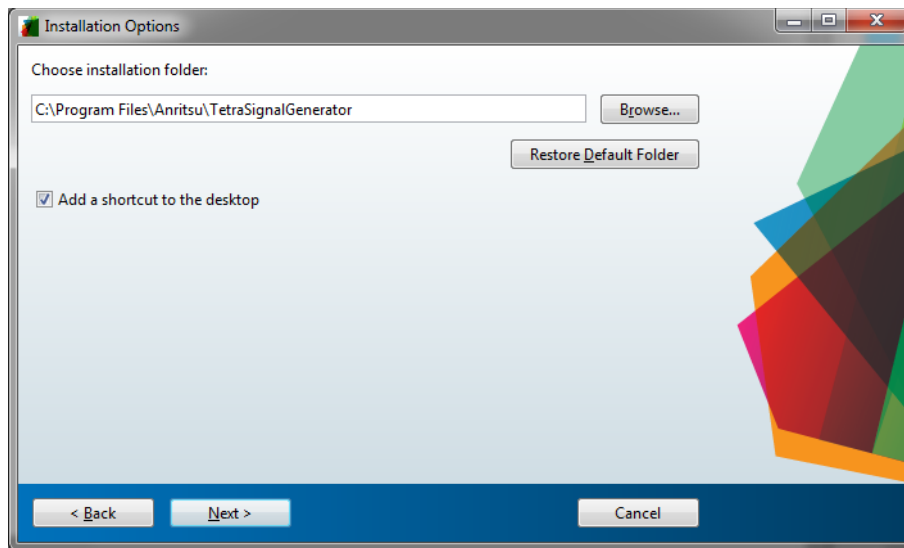 Installation Options
Choose installation folder:
C:\Program Files\Anritsu\TetraSignalGenerator
Browse...
Restore Default Folder
Add a shortcut to the desktop
< Back
Next >
Cancel